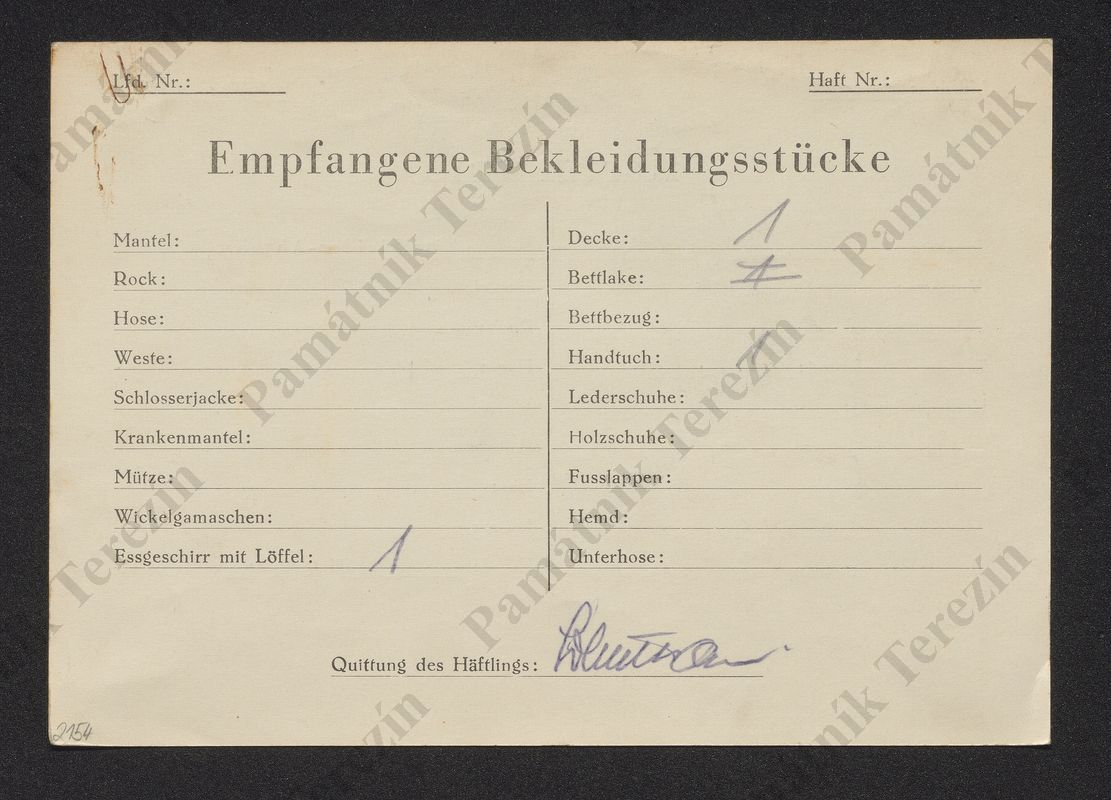 Lfd. Nr.:
Haft Nr.:
Empfangene Bekleidungsstücke
Mantel:
Rock:
Hose:
Weste:
Schlosserjacke:
Krankenmantel:
Mütze:
Wickelgamaschen:
Essgeschirr mit Löffel: 1
Decke: 1
Bettlake: 1
Bettbezug:
Handtuch: 1
Lederschuhe:
Holzschuhe:
Fusslappen:
Hemd:
Unterhose:
Quittung des Häftlings:
2154
Památník Terezín